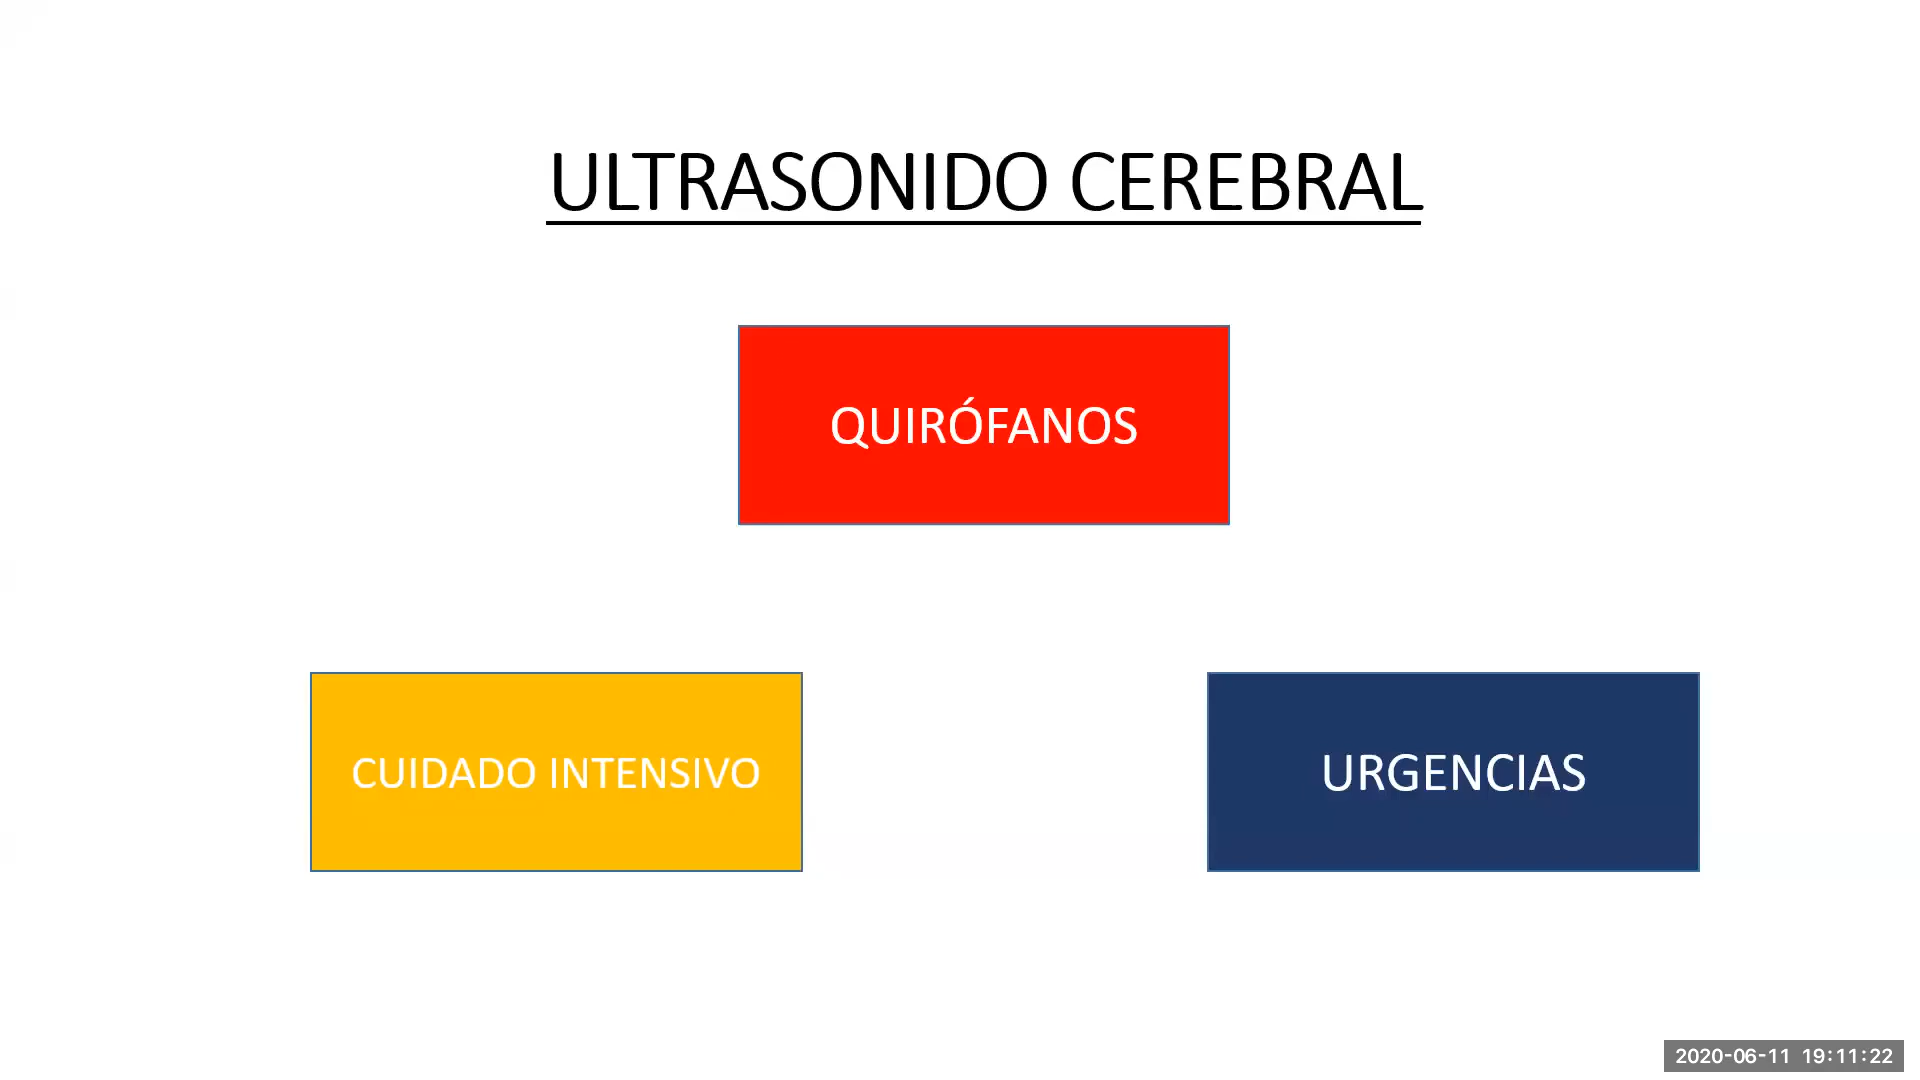 ULTRASONIDO CEREBRAL
QUIRÓFANOS
CUIDADO INTENSIVO
URGENCIAS
2020-06-11 19:11:22